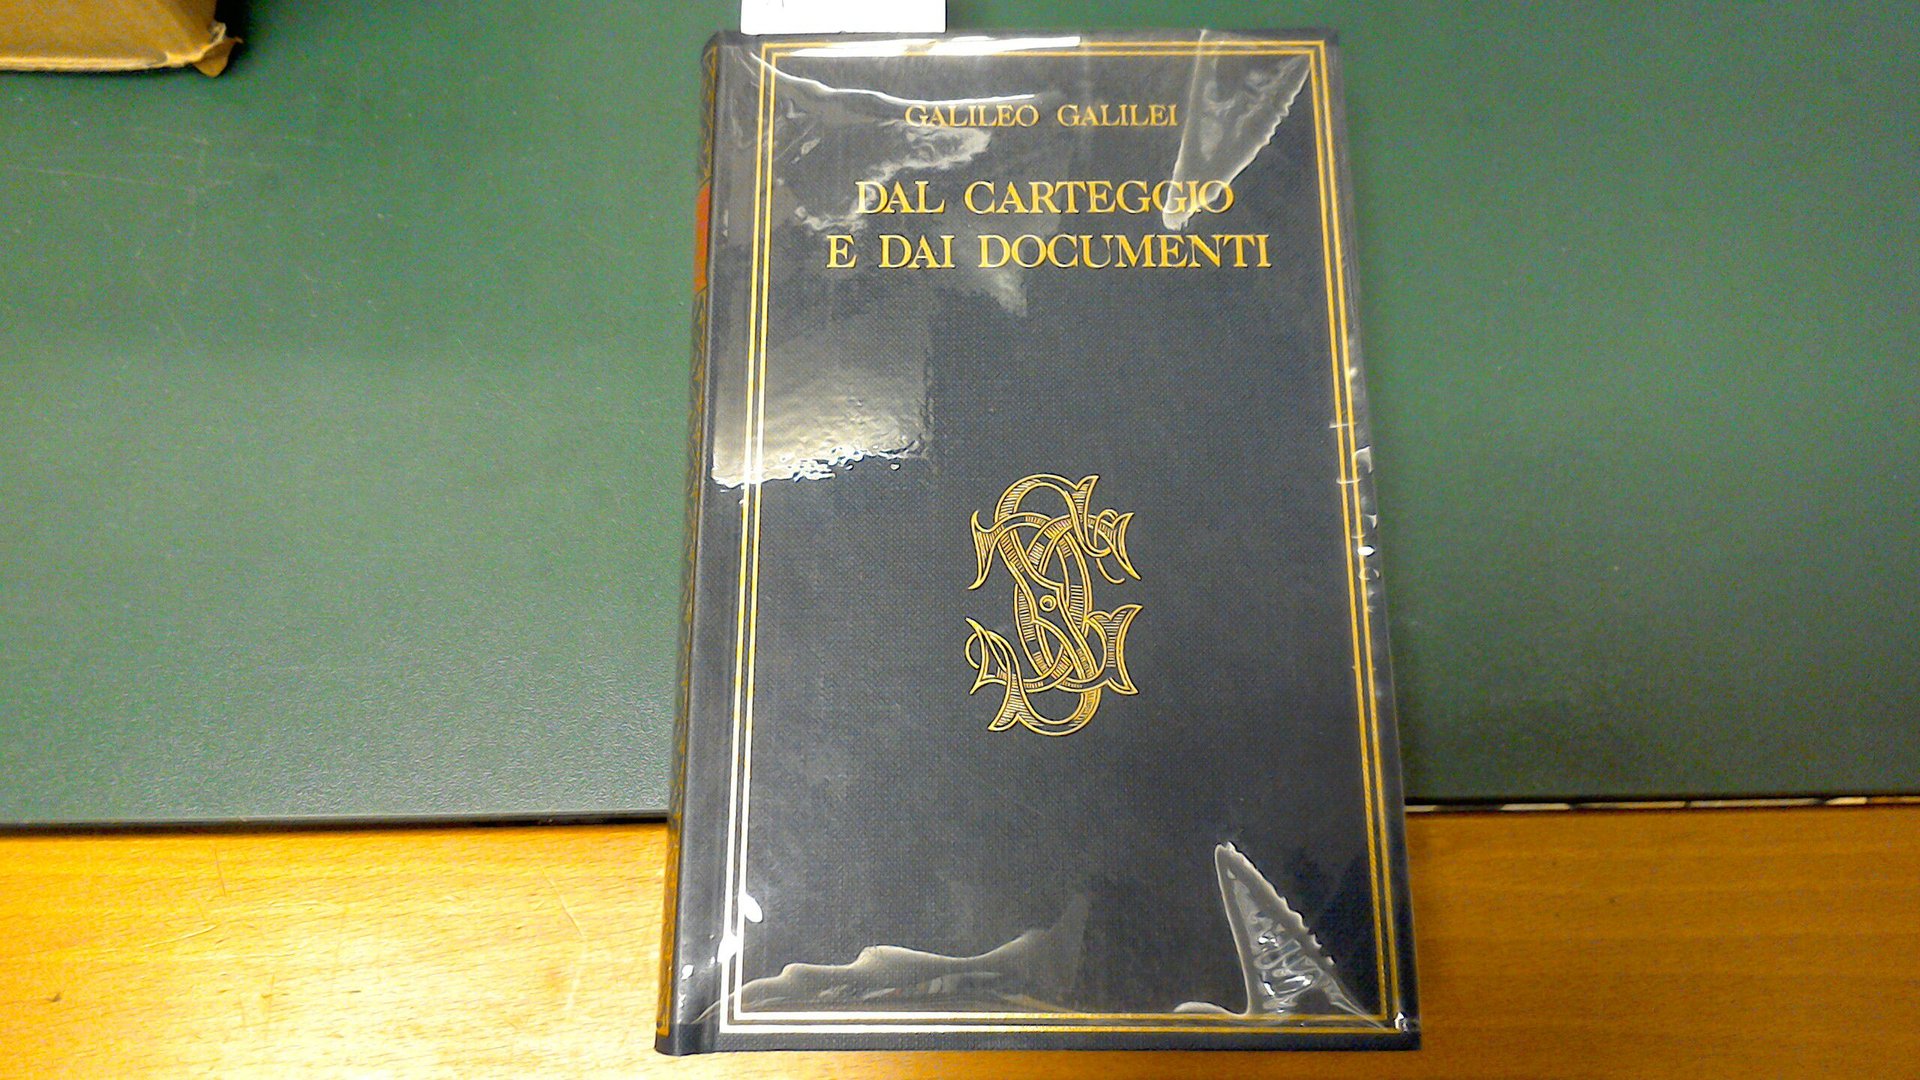 GALILEO GALILEI
DAL CARTEGGIO
E DAI DOCUMENTI